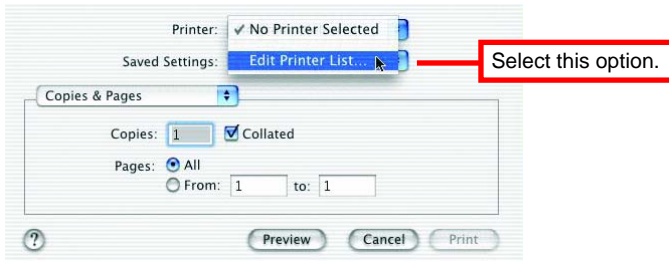 Printer: ✓ No Printer Selected
Saved Settings: Edit Printer List...
Select this option.
Copies & Pages
Copies: 1 Collated
Pages: All
From: 1 to: 1
? Preview Cancel Print